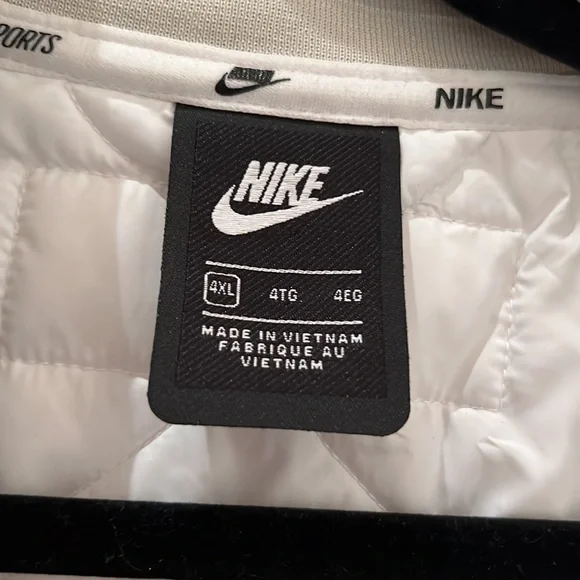 PORTS
NIKE
NIKE
4XL 4TG 4EG
MADE IN VIETNAM
FABRIQUE AU
VIETNAM